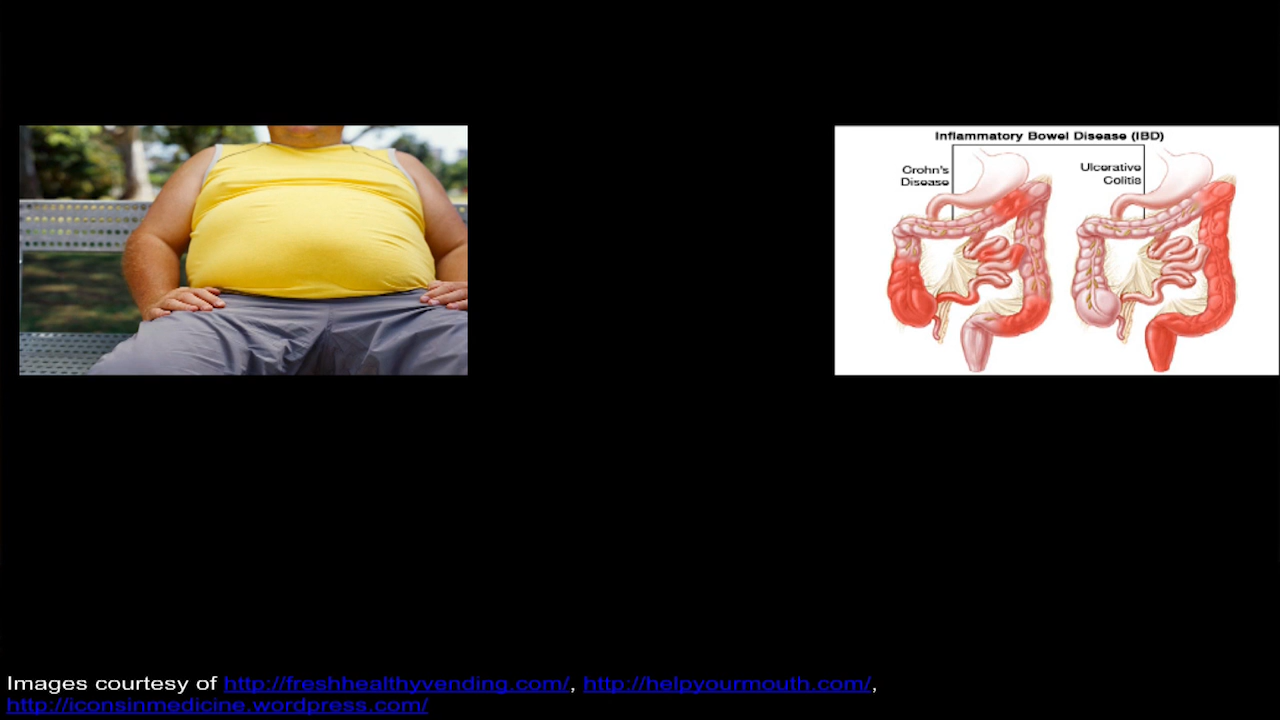 Inflammatory Bowel Disease (IBD)
Crohn's
Disease
Ulcerative
Colitis
Images courtesy of http://freshhealthyvending.com/, http://helpyourmouth.com/,
http://iconsinmedicine.wordpress.com/